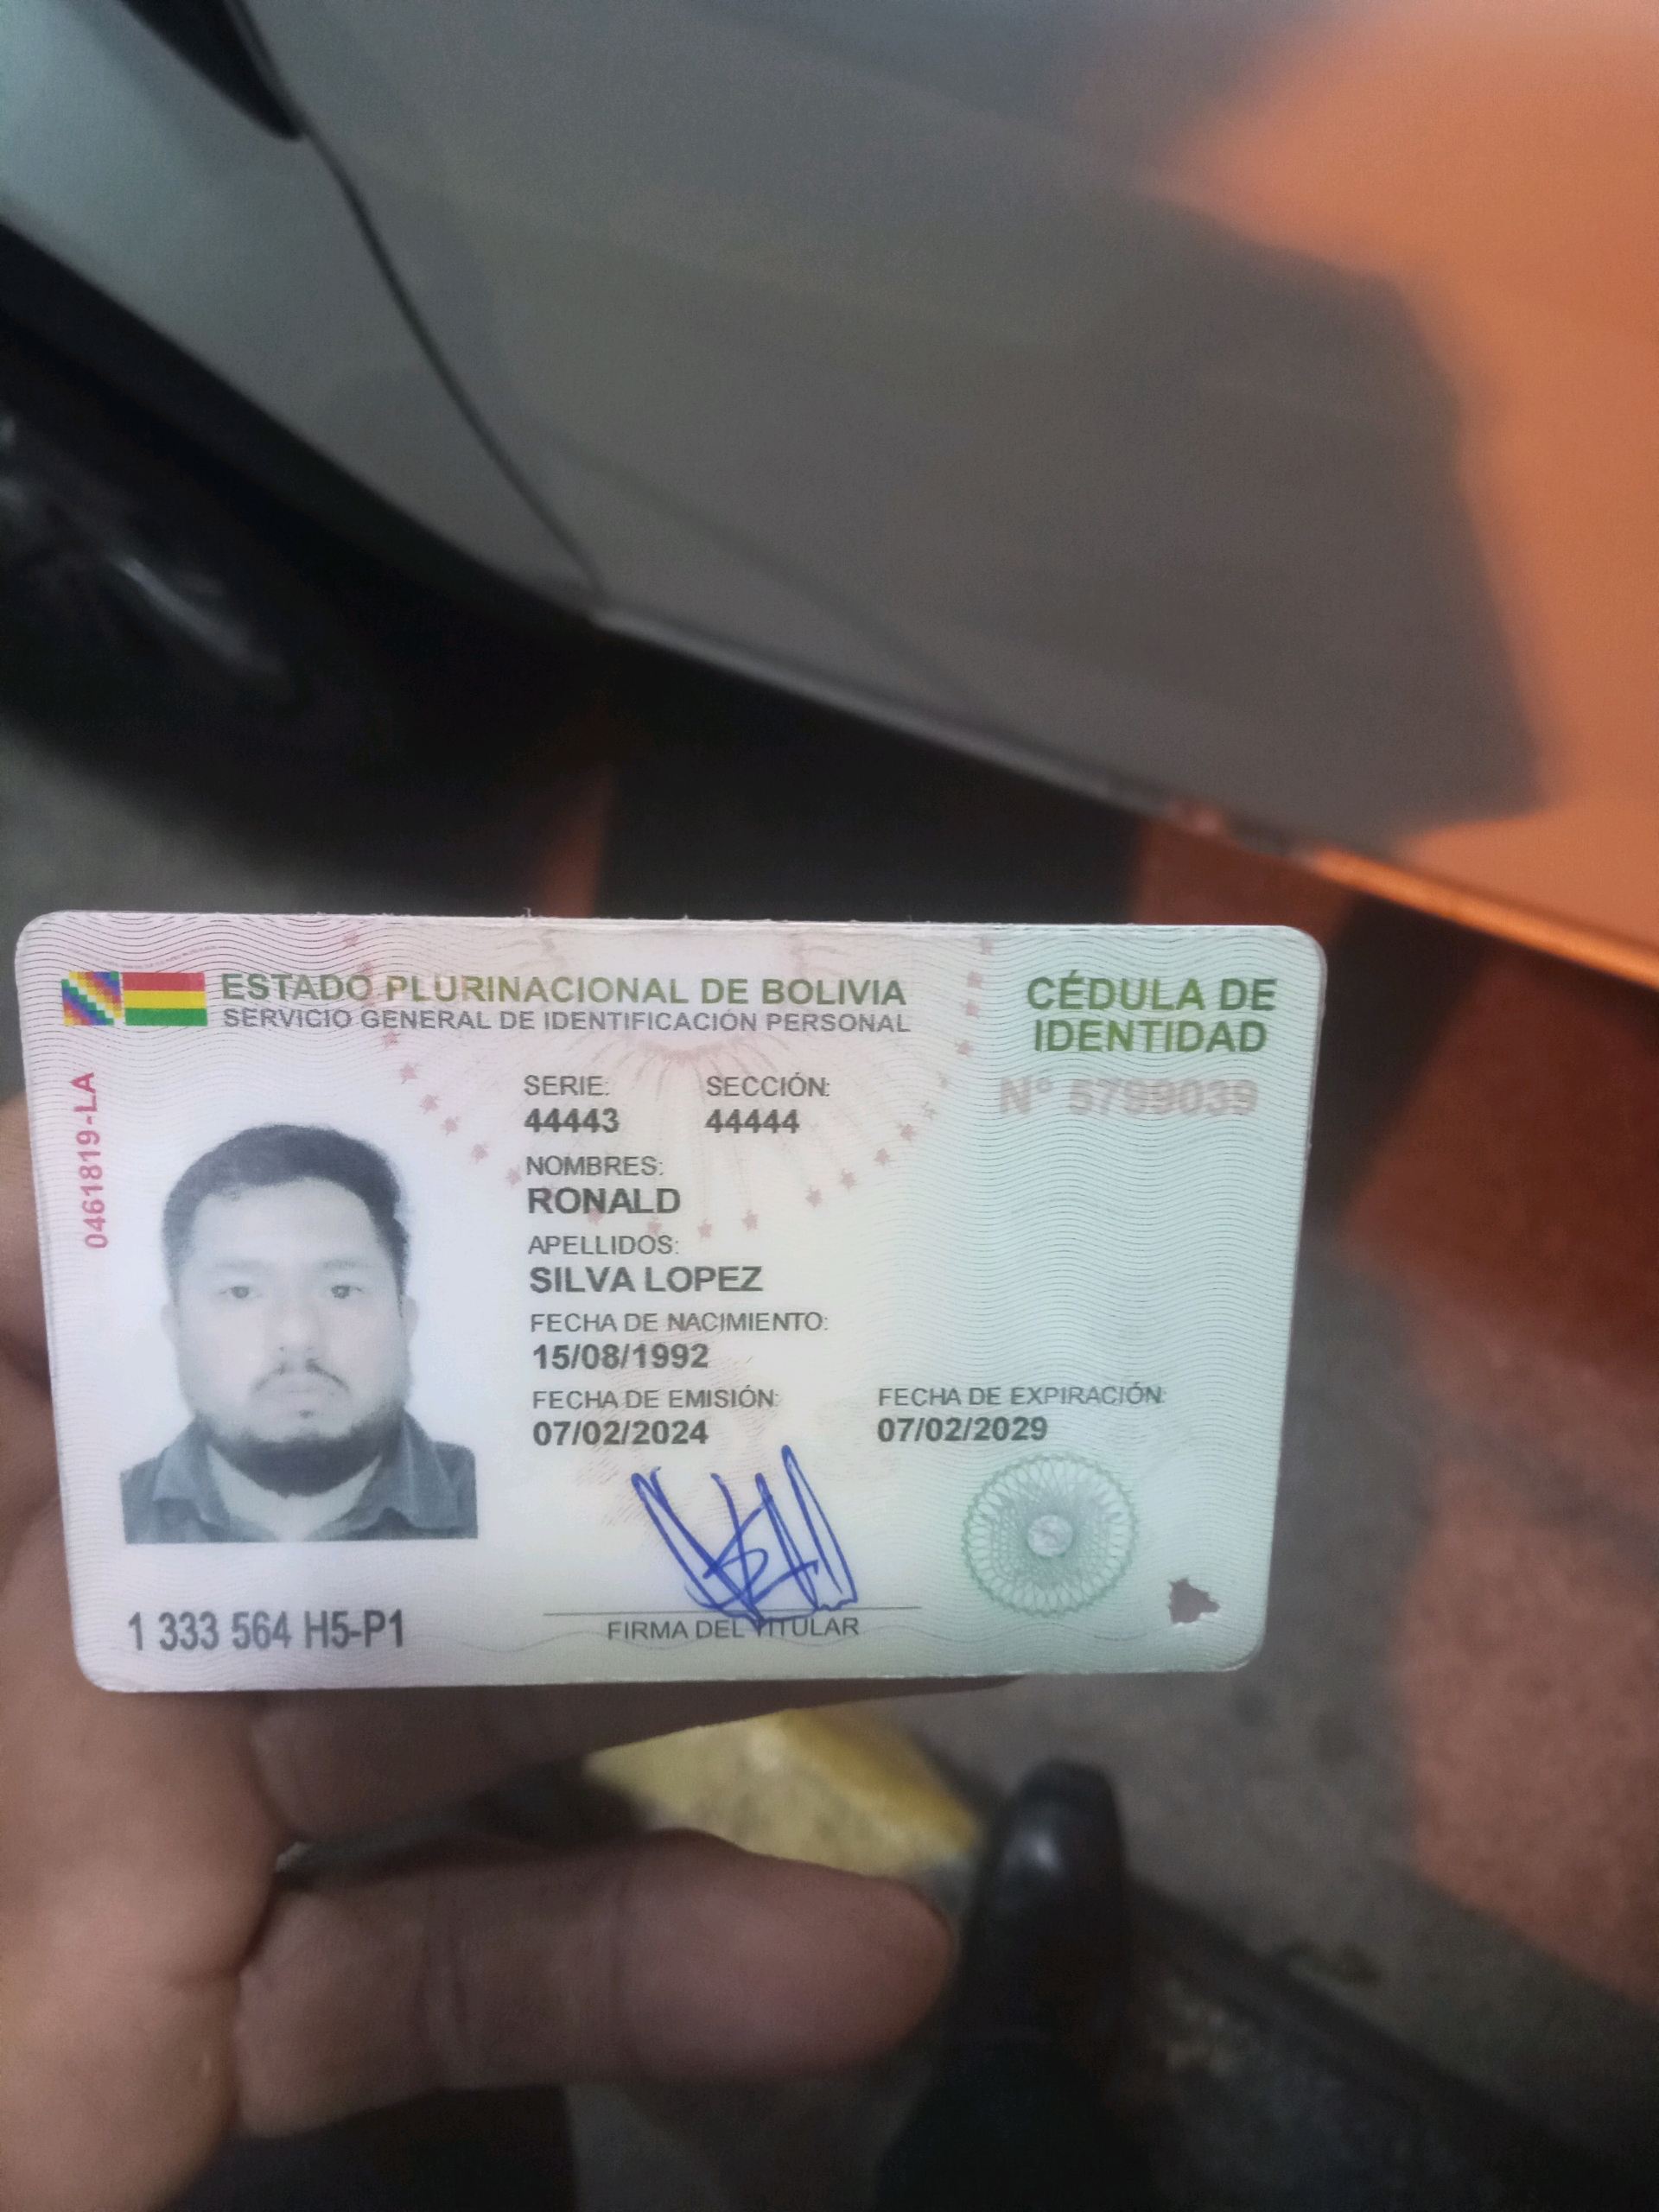 ESTADO PLURINACIONAL DE BOLIVIA
SERVICIO GENERAL DE IDENTIFICACIÓN PERSONAL
CÉDULA DE
IDENTIDAD
N° 5799039
0461819-LA
SERIE: SECCIÓN:
44443 44444
NOMBRES:
RONALD
APELLIDOS:
SILVA LOPEZ
FECHA DE NACIMIENTO:
15/08/1992
FECHA DE EMISIÓN: FECHA DE EXPIRACIÓN:
07/02/2024 07/02/2029
FIRMA DEL TITULAR
1 333 564 H5-P1